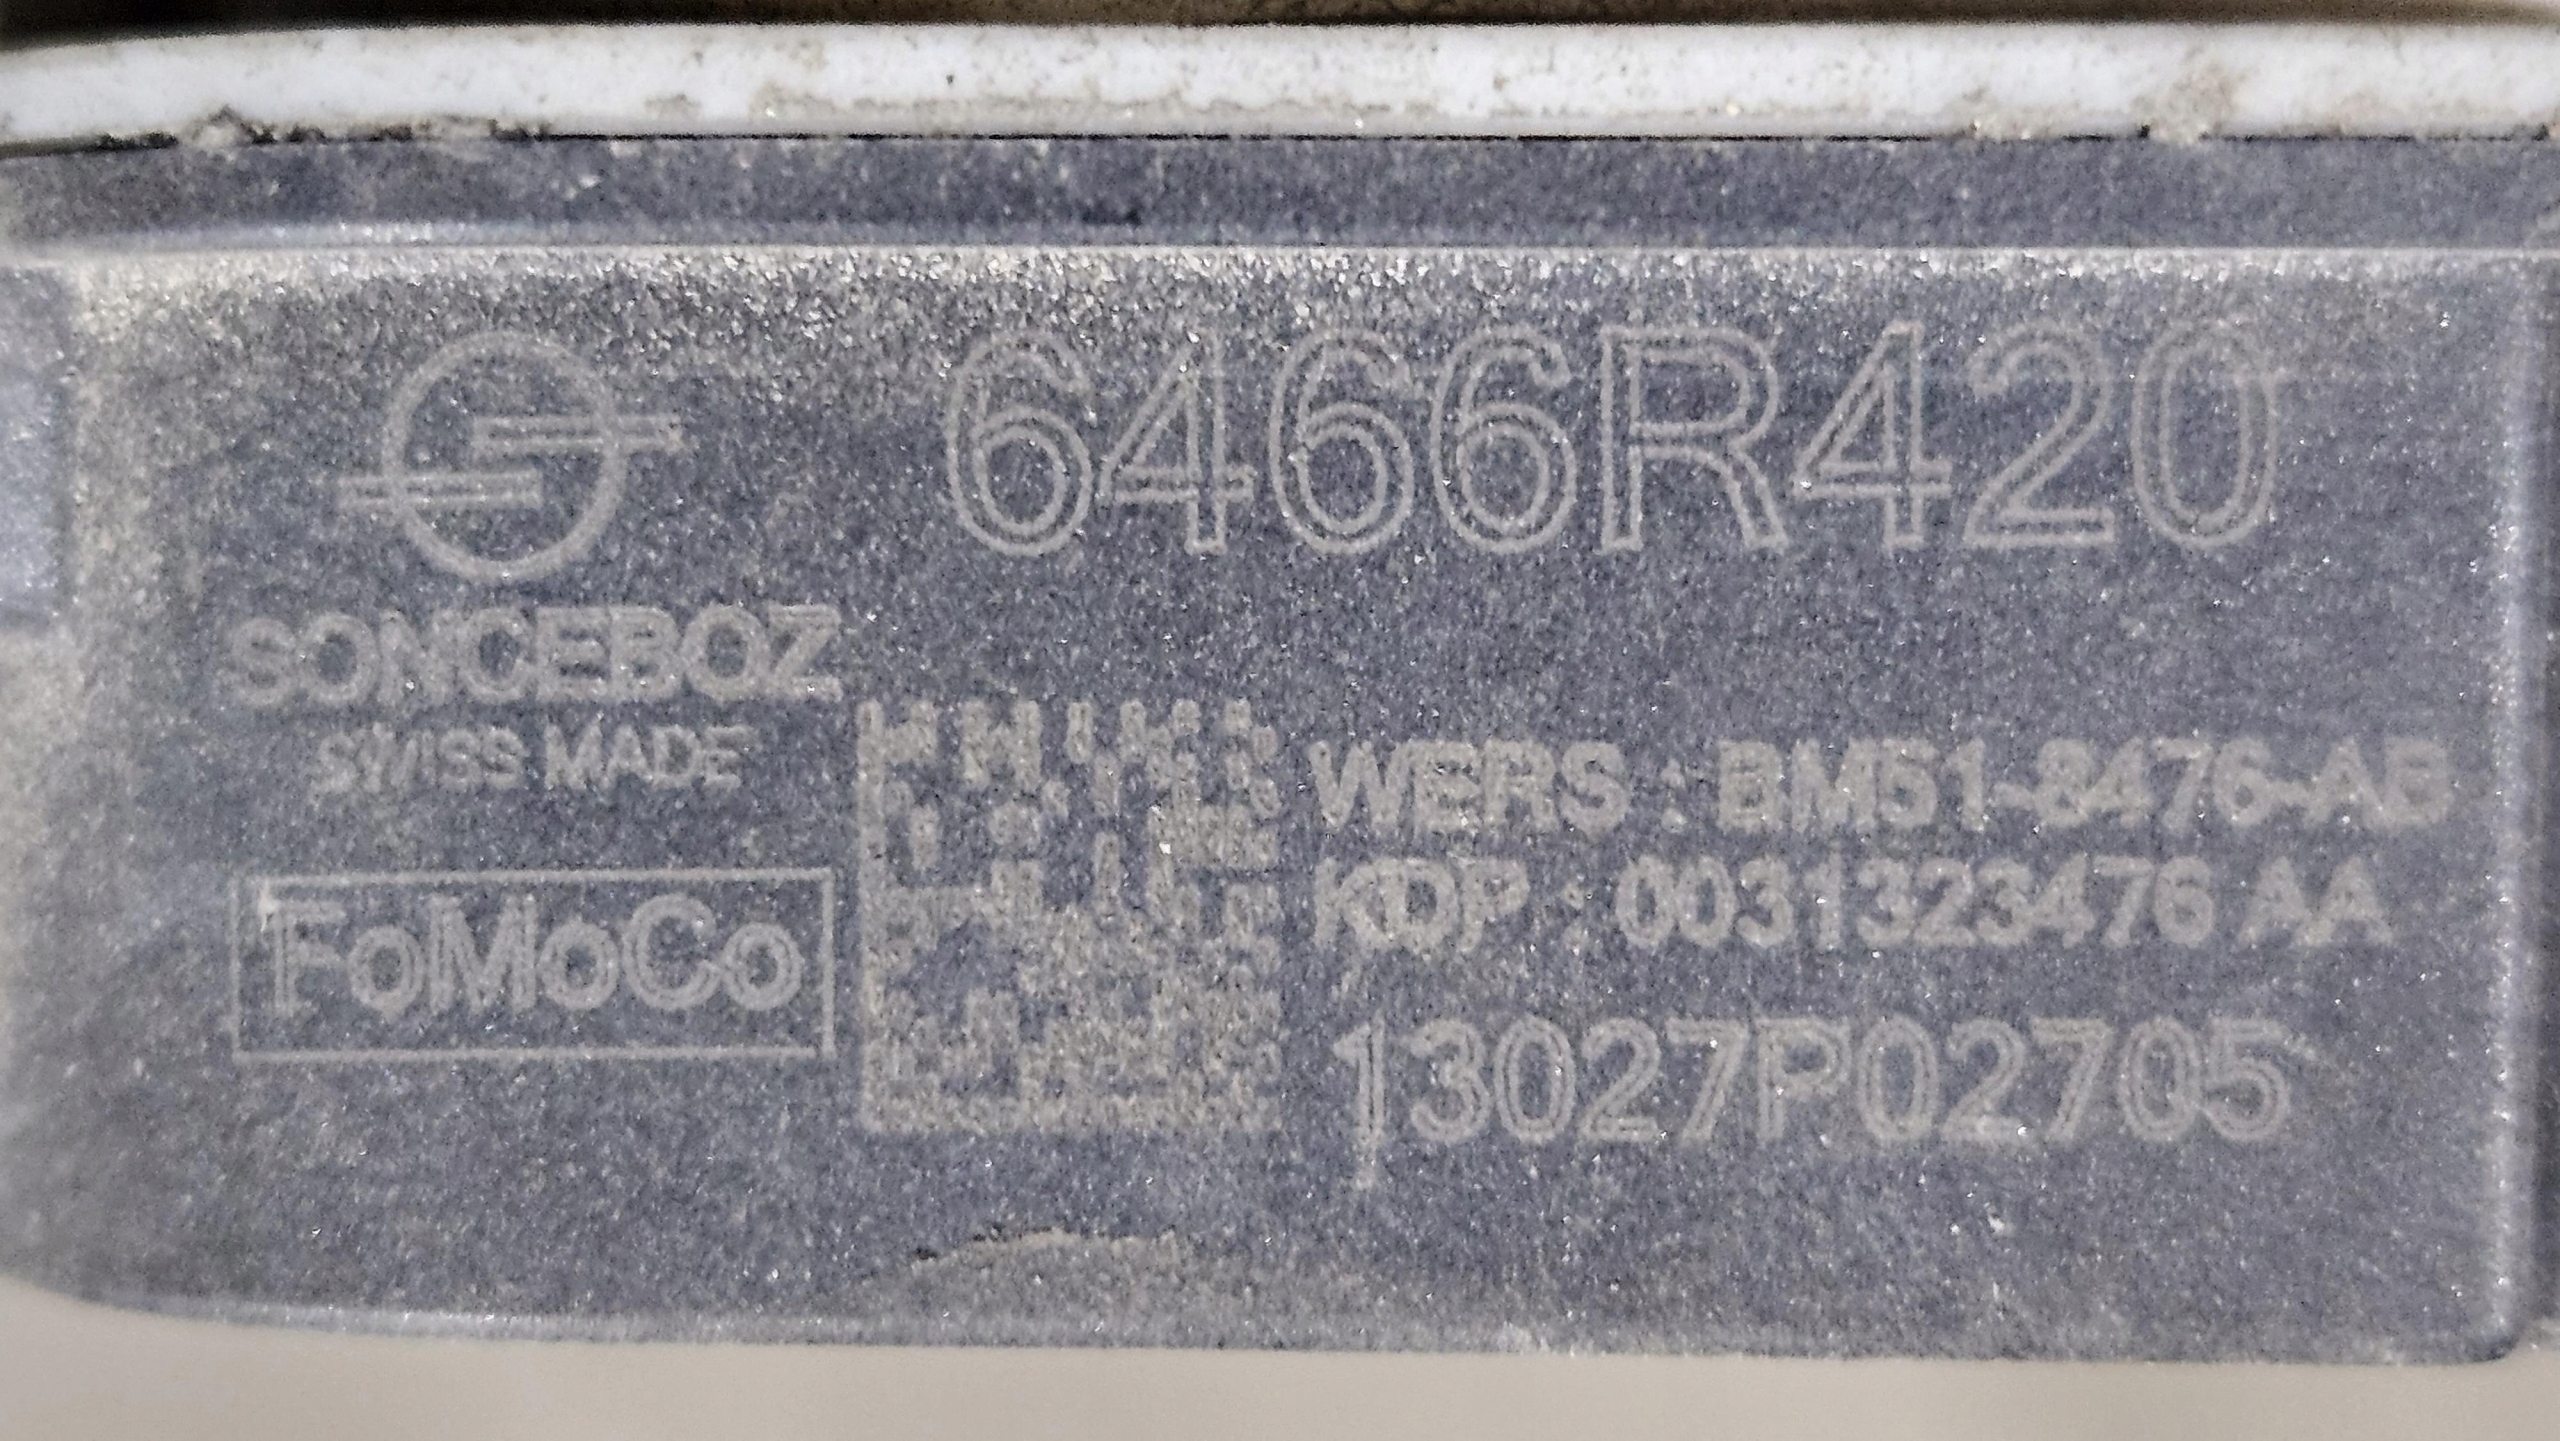 6466R420
SONCEBOZ
SWISS MADE
FoMoCo
WERS : BM51-8476-AB
KDP : 0031323476 AA
13027P02705